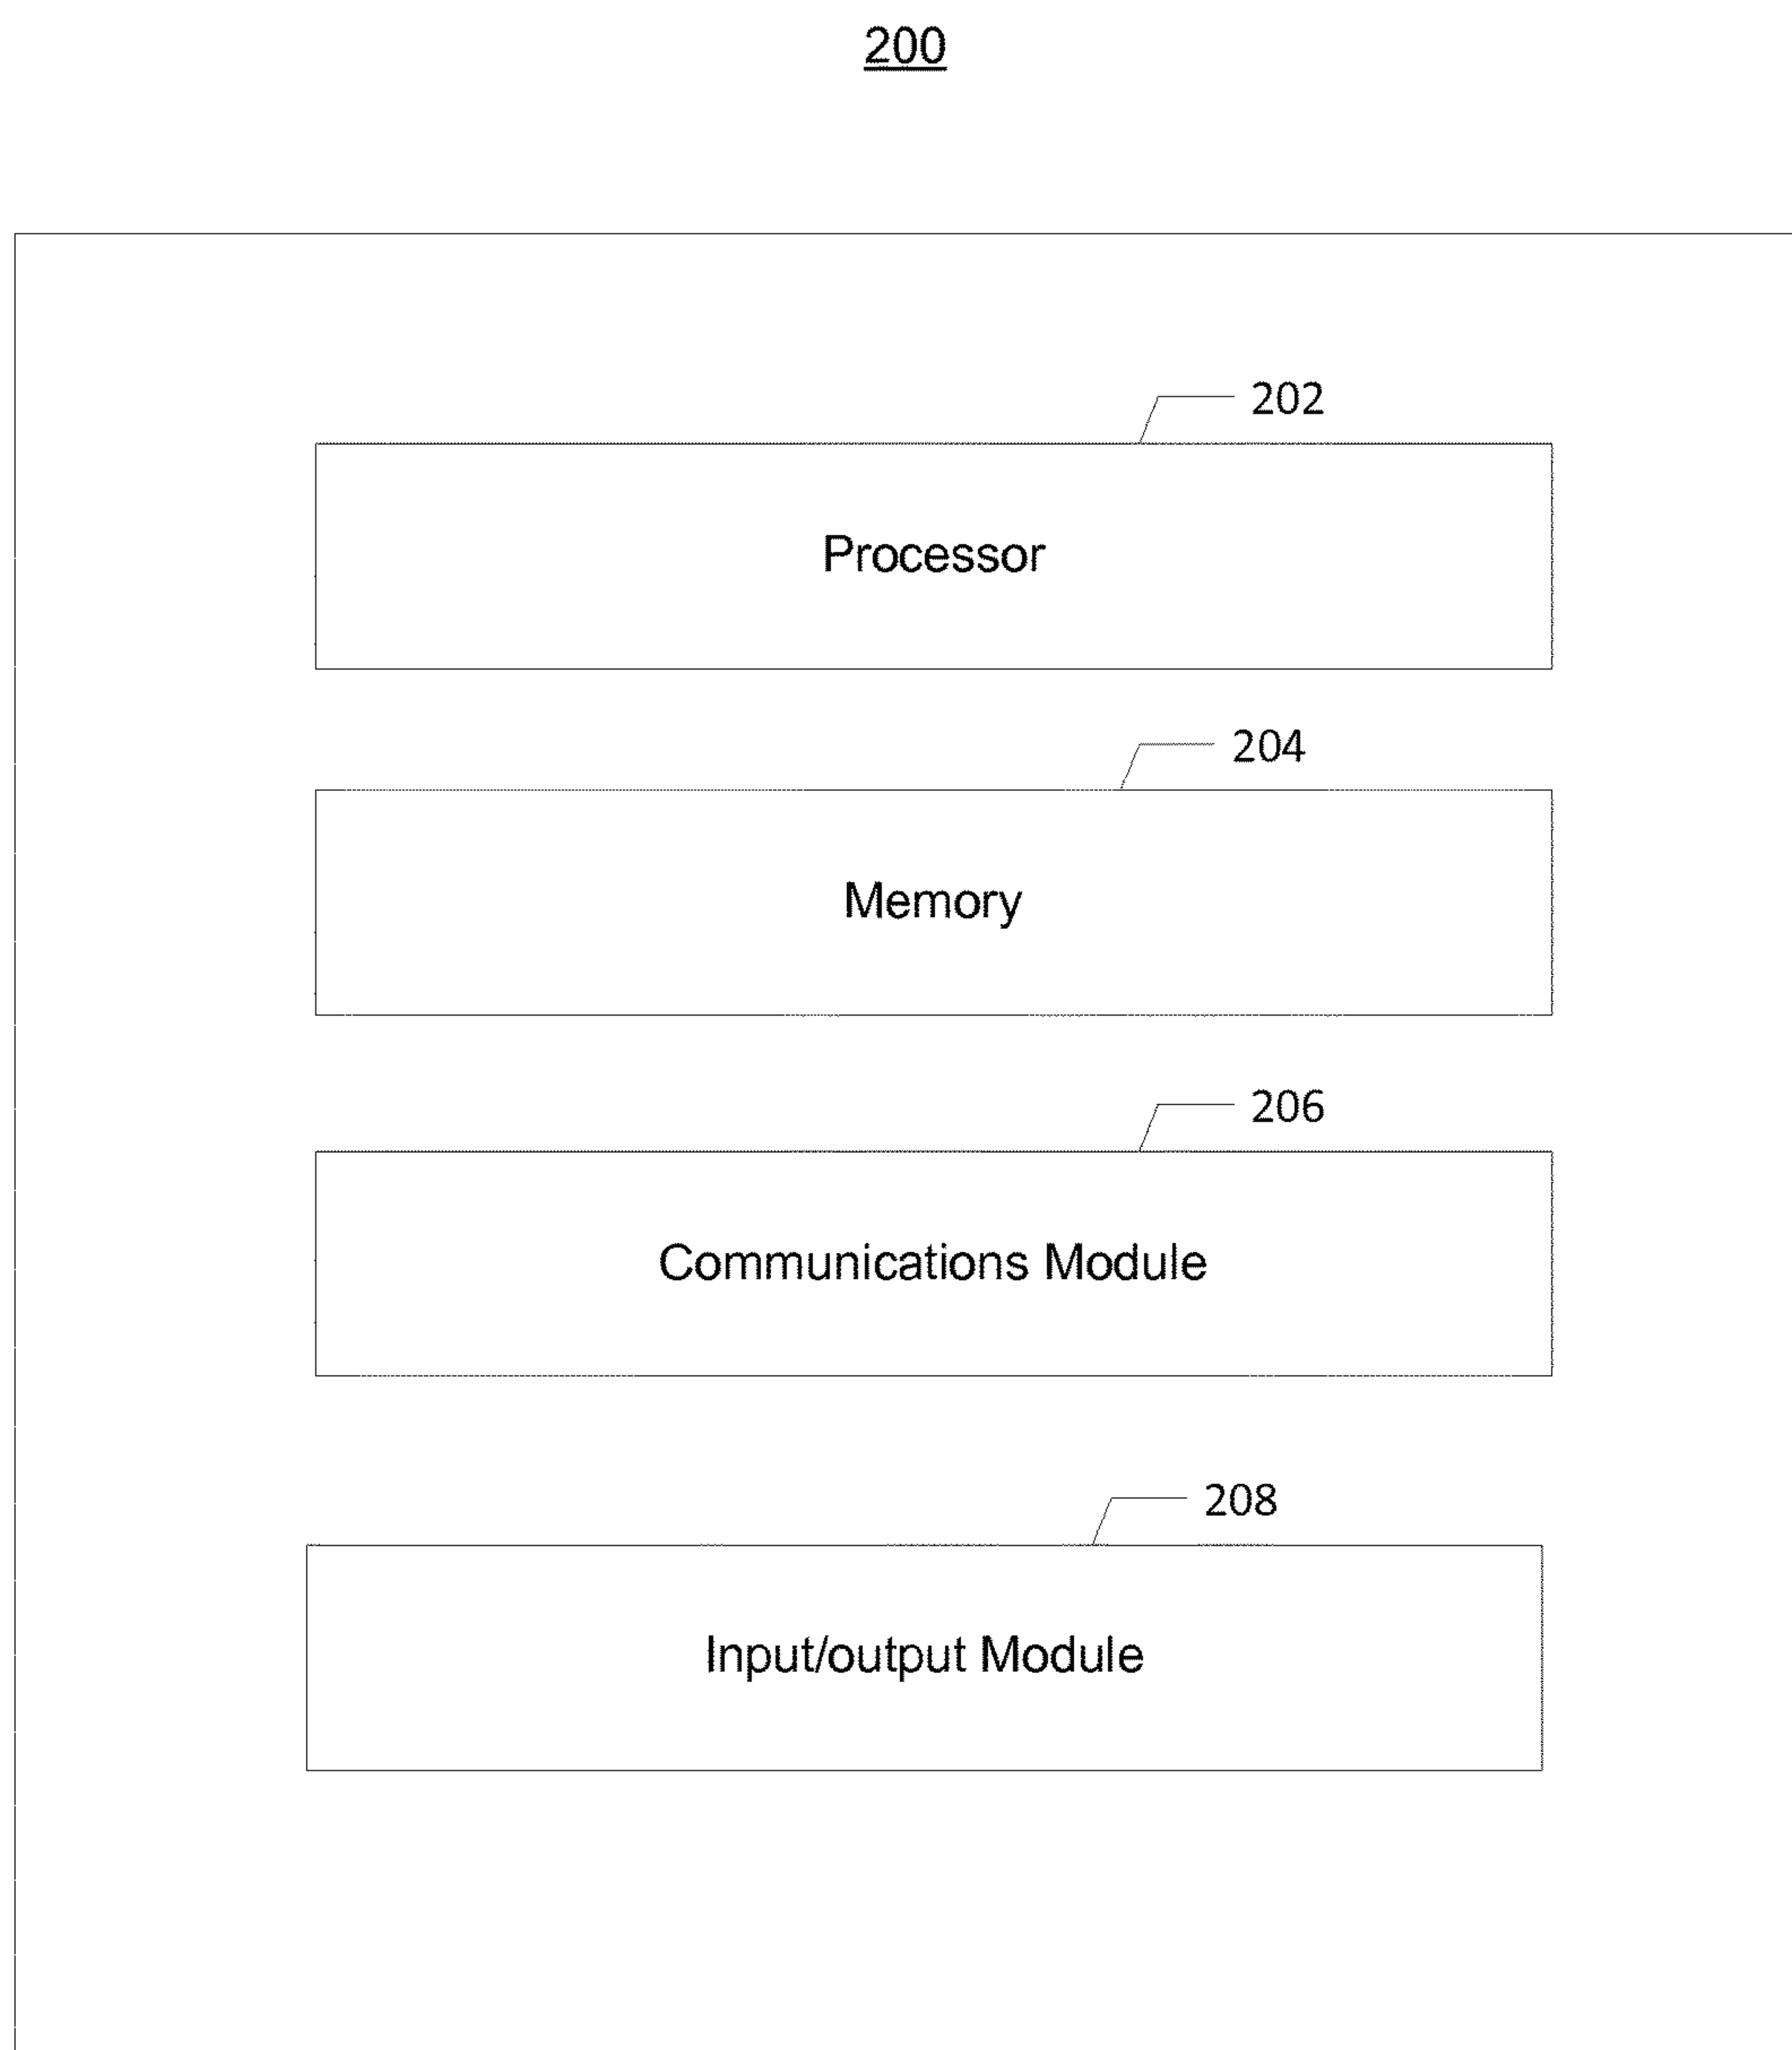 200
202
Processor
204
Memory
206
Communications Module
208
Input/output Module